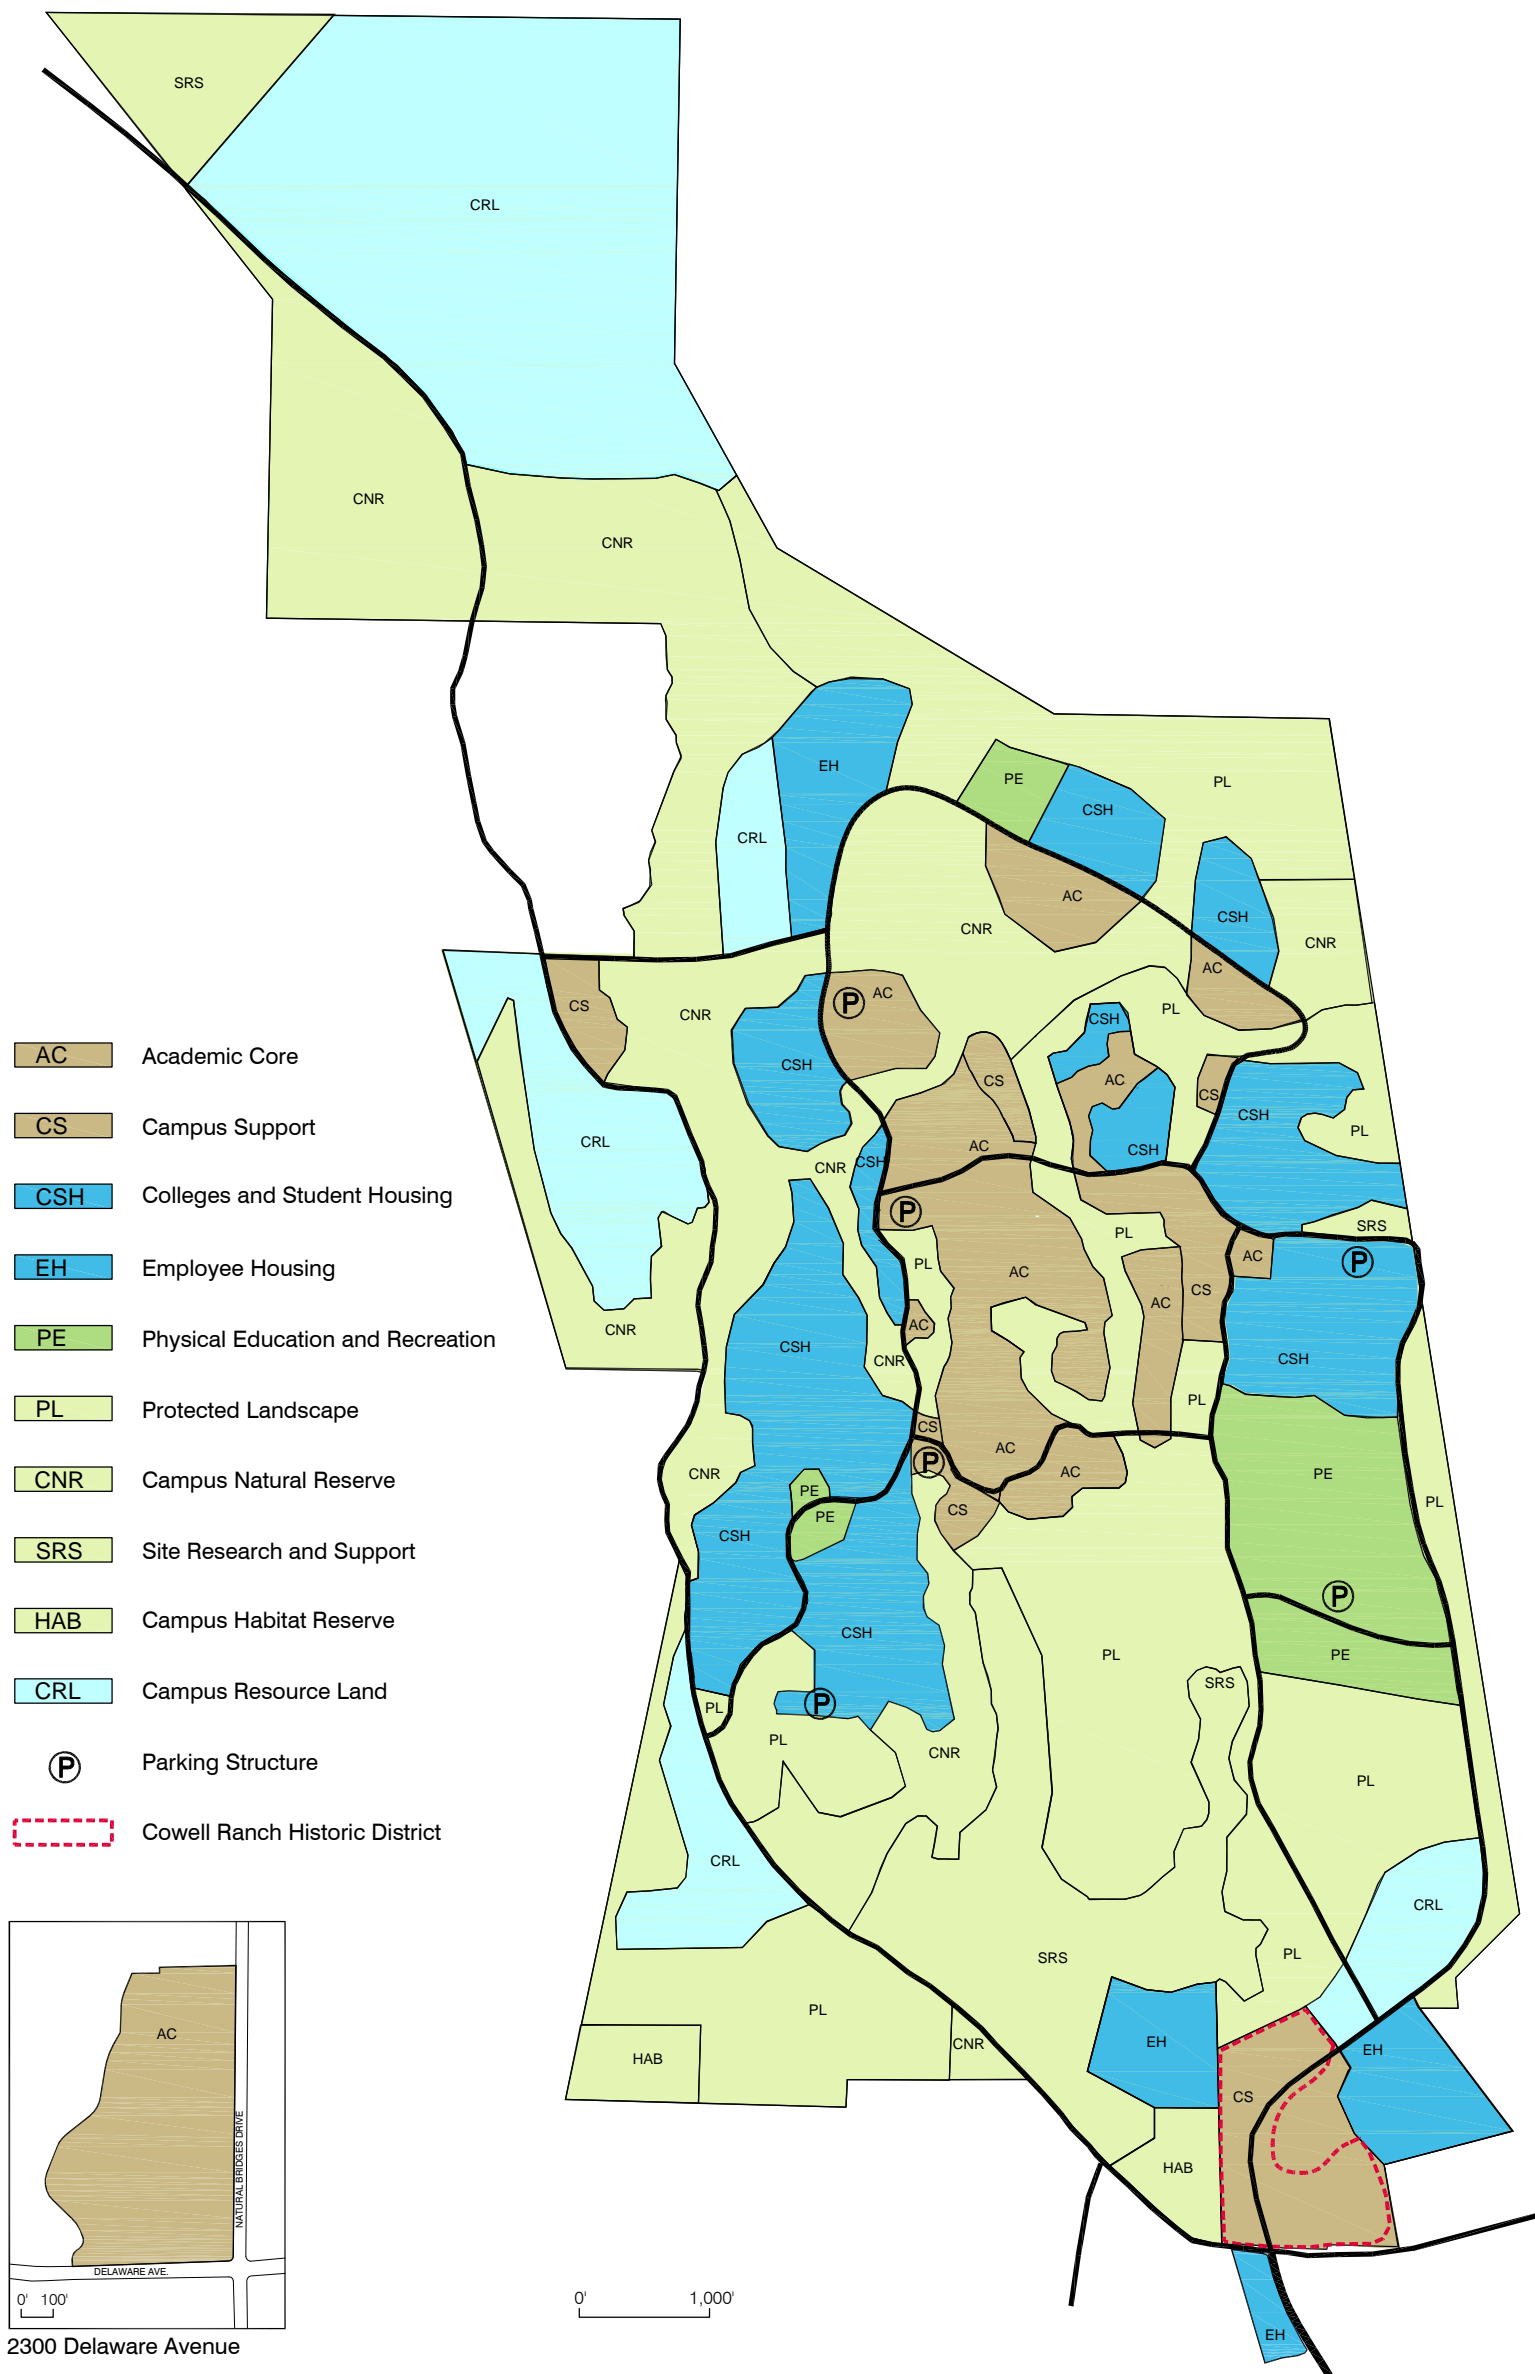 SRS
CRL
CNR
CNR
EH
PE
CSH
PL
CRL
AC
CSH
CNR
CNR
AC
CS
CNR
AC
P
PL
CSH
CSH
CS
AC
CS
CSH
PL
CRL
AC
CSH
CNR
CSH
P
PL
SRS
PL
AC
AC
CS
P
AC
AC
CNR
CSH
CNR
CSH
PL
CS
AC
P
AC
CNR
PE
PE
PL
PE
CS
CSH
P
CSH
PL
PE
SRS
PL
P
PL
CNR
PL
CRL
CRL
SRS
PL
PL
EH
EH
HAB
CNR
CS
HAB
EH
AC Academic Core
CS Campus Support
CSH Colleges and Student Housing
EH Employee Housing
PE Physical Education and Recreation
PL Protected Landscape
CNR Campus Natural Reserve
SRS Site Research and Support
HAB Campus Habitat Reserve
CRL Campus Resource Land
P Parking Structure
Cowell Ranch Historic District
AC
NATURAL BRIDGES DRIVE
DELAWARE AVE.
0' 100'
2300 Delaware Avenue
0' 1,000'